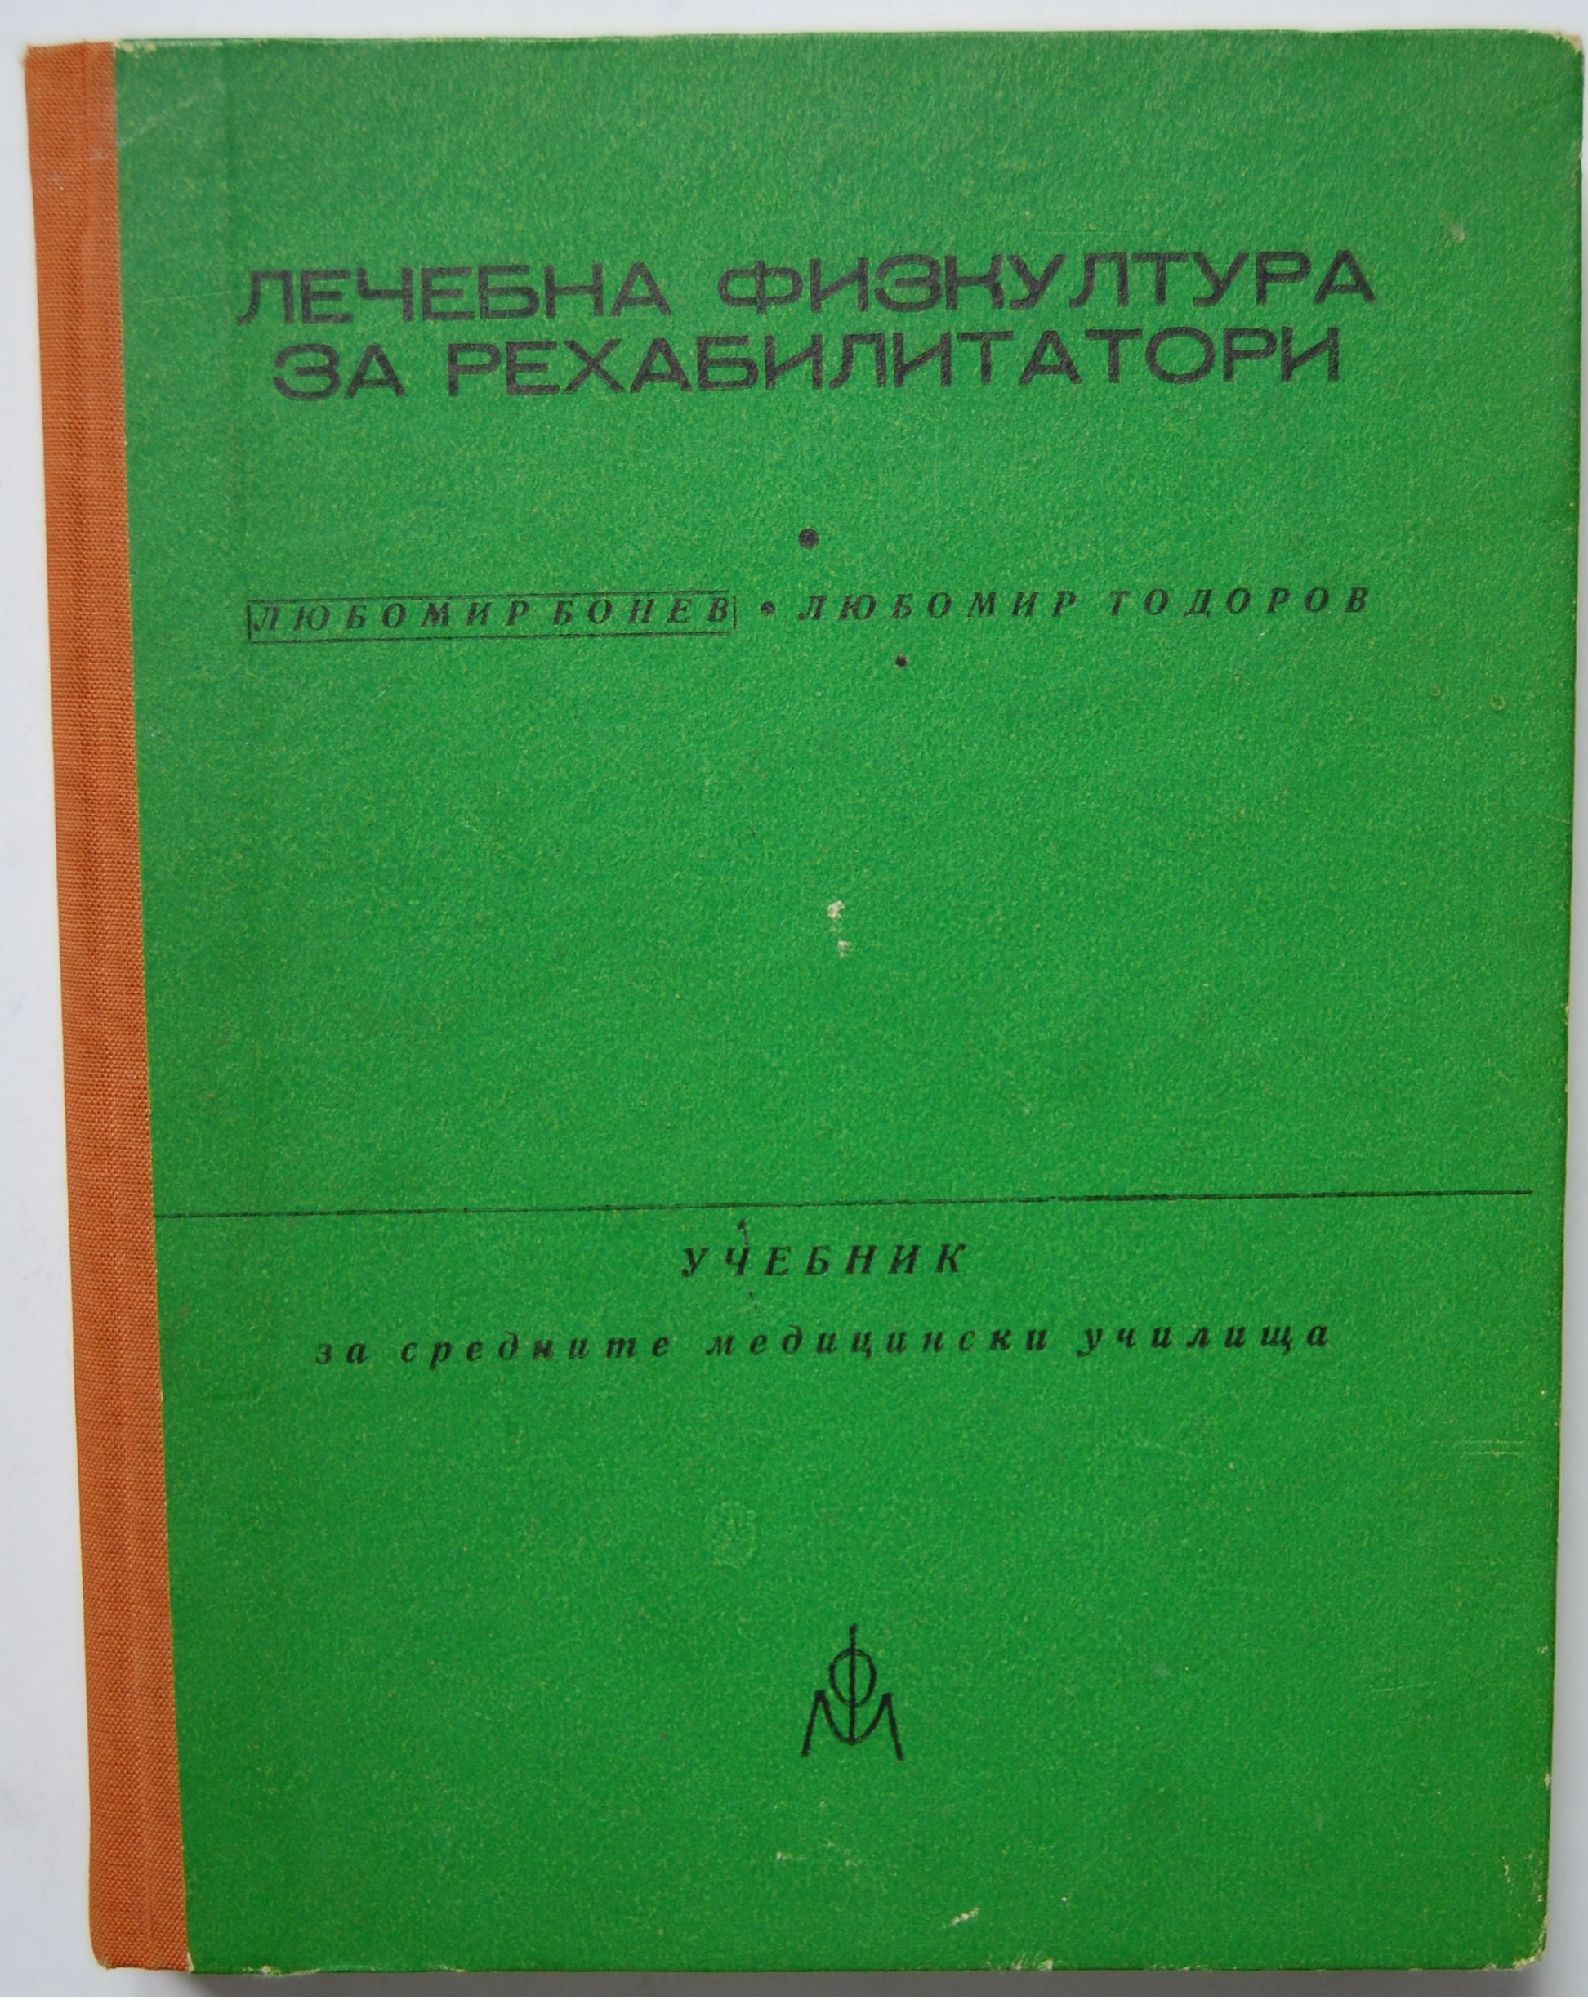 ЛЕЧЕБНА ФИЗКУЛТУРА
ЗА РЕХАБИЛИТАТОРИ
ЛЮБОМИР БОНЕВ • ЛЮБОМИР ТОДОРОВ
УЧЕБНИК
за средните медицински училища